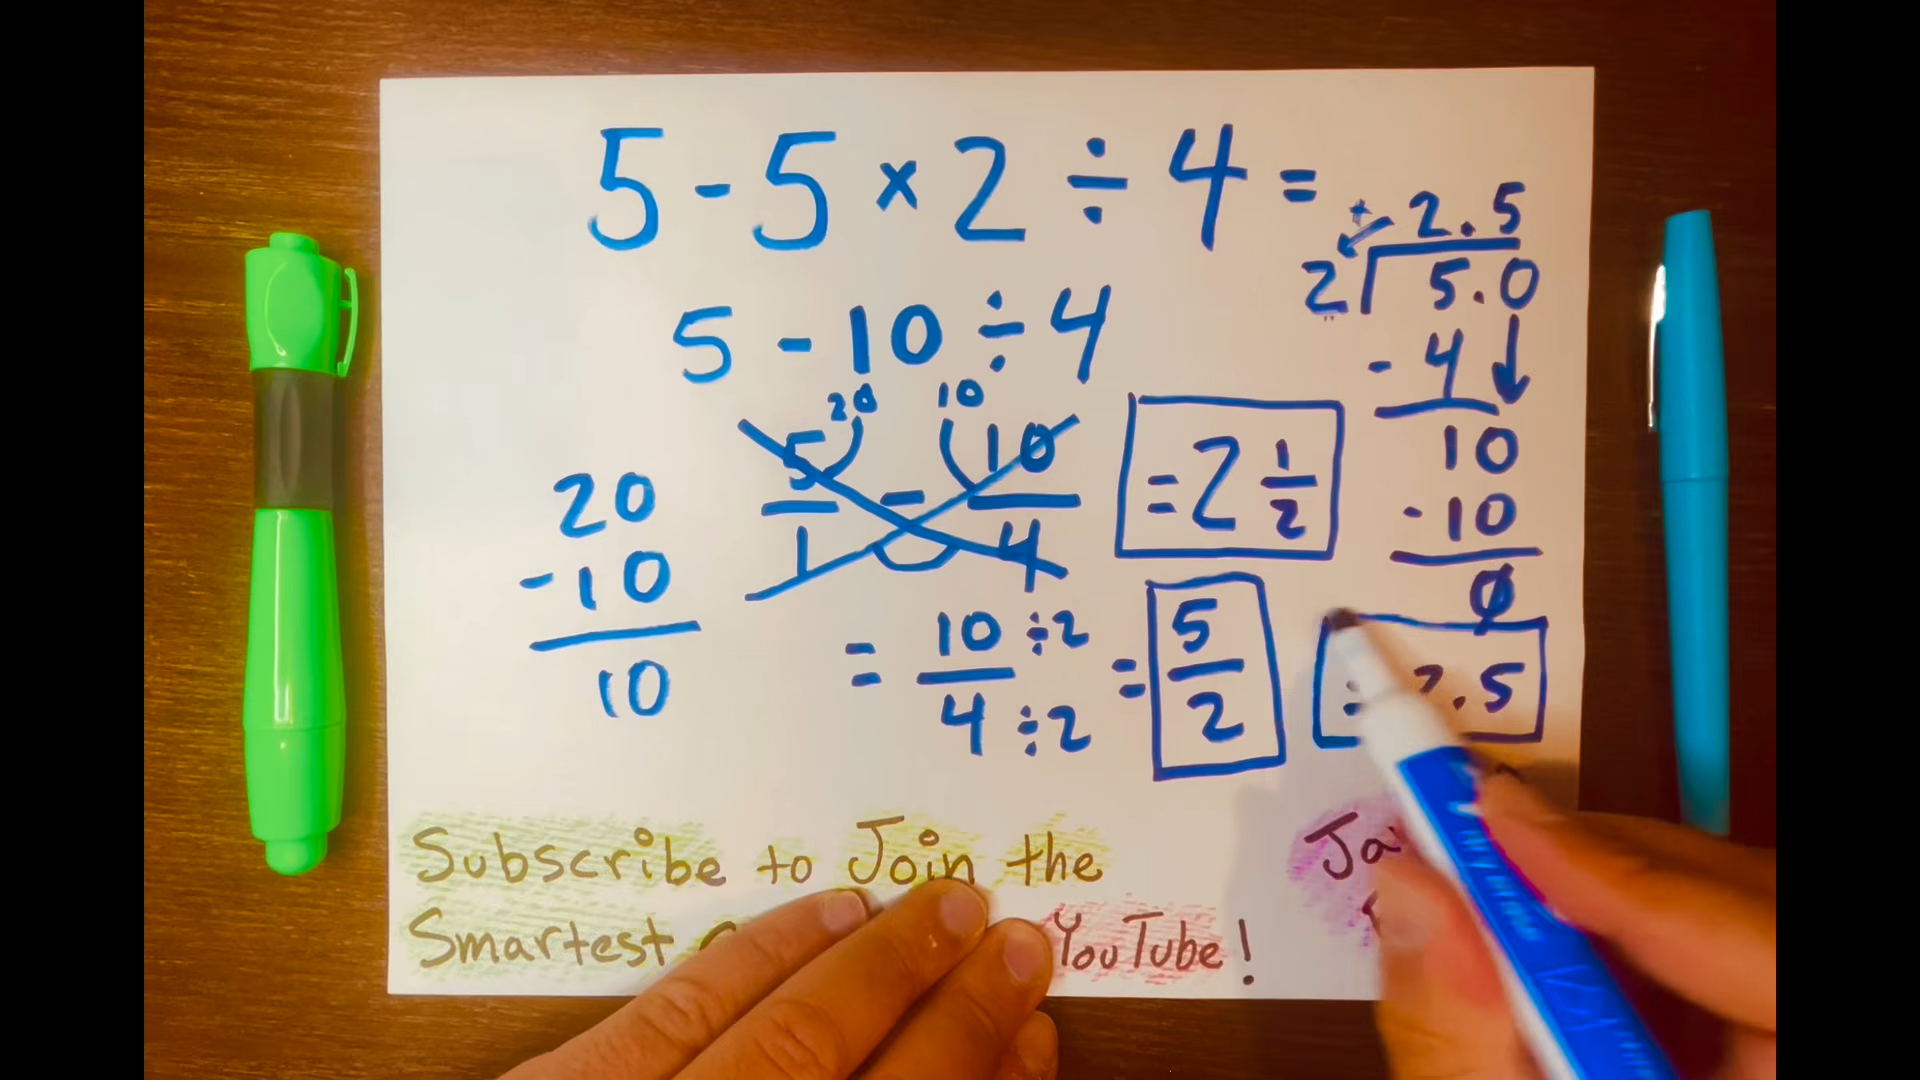 5 - 5 × 2 ÷ 4 =
5 - 10 ÷ 4
20 10
5/1 - 10/4
20
-10
10
= 10/4 ÷2 ÷2 = 5/2
= 2 1/2
+ 2.5
2 5.0
- 4
10
-10
0
2.5
Subscribe to Join the
Smartest YouTube!